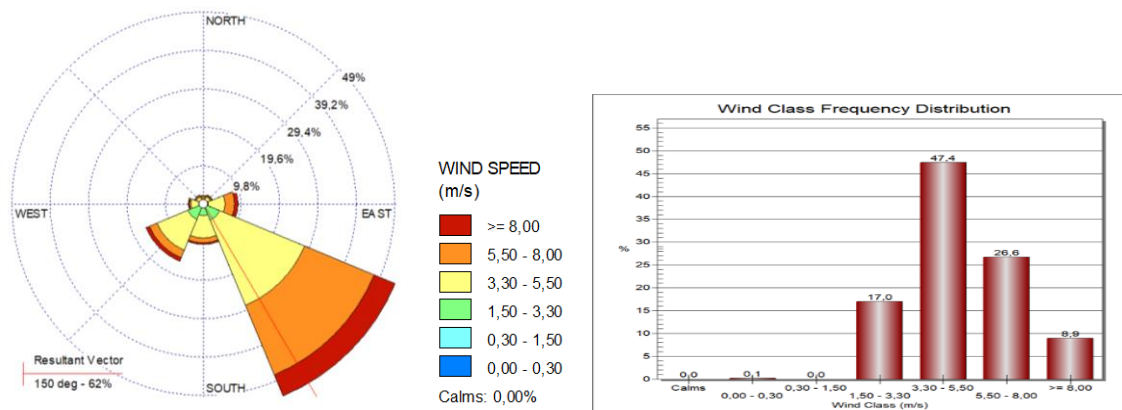 NORTH
49%
39,2%
29,4%
19,6%
9,8%
WEST
EAST
SOUTH
Resultant Vector
150 deg - 62%
WIND SPEED
(m/s)
>= 8,00
5,50 - 8,00
3,30 - 5,50
1,50 - 3,30
0,30 - 1,50
0,00 - 0,30
Calms: 0,00%
Wind Class Frequency Distribution
55
50
45
40
35
30
25
20
15
10
5
0
%
0,0
0,1
0,0
17,0
47,4
26,6
8,9
Calms
0,00 - 0,30
0,30 - 1,50
1,50 - 3,30
3,30 - 5,50
5,50 - 8,00
>= 8,00
Wind Class (m/s)